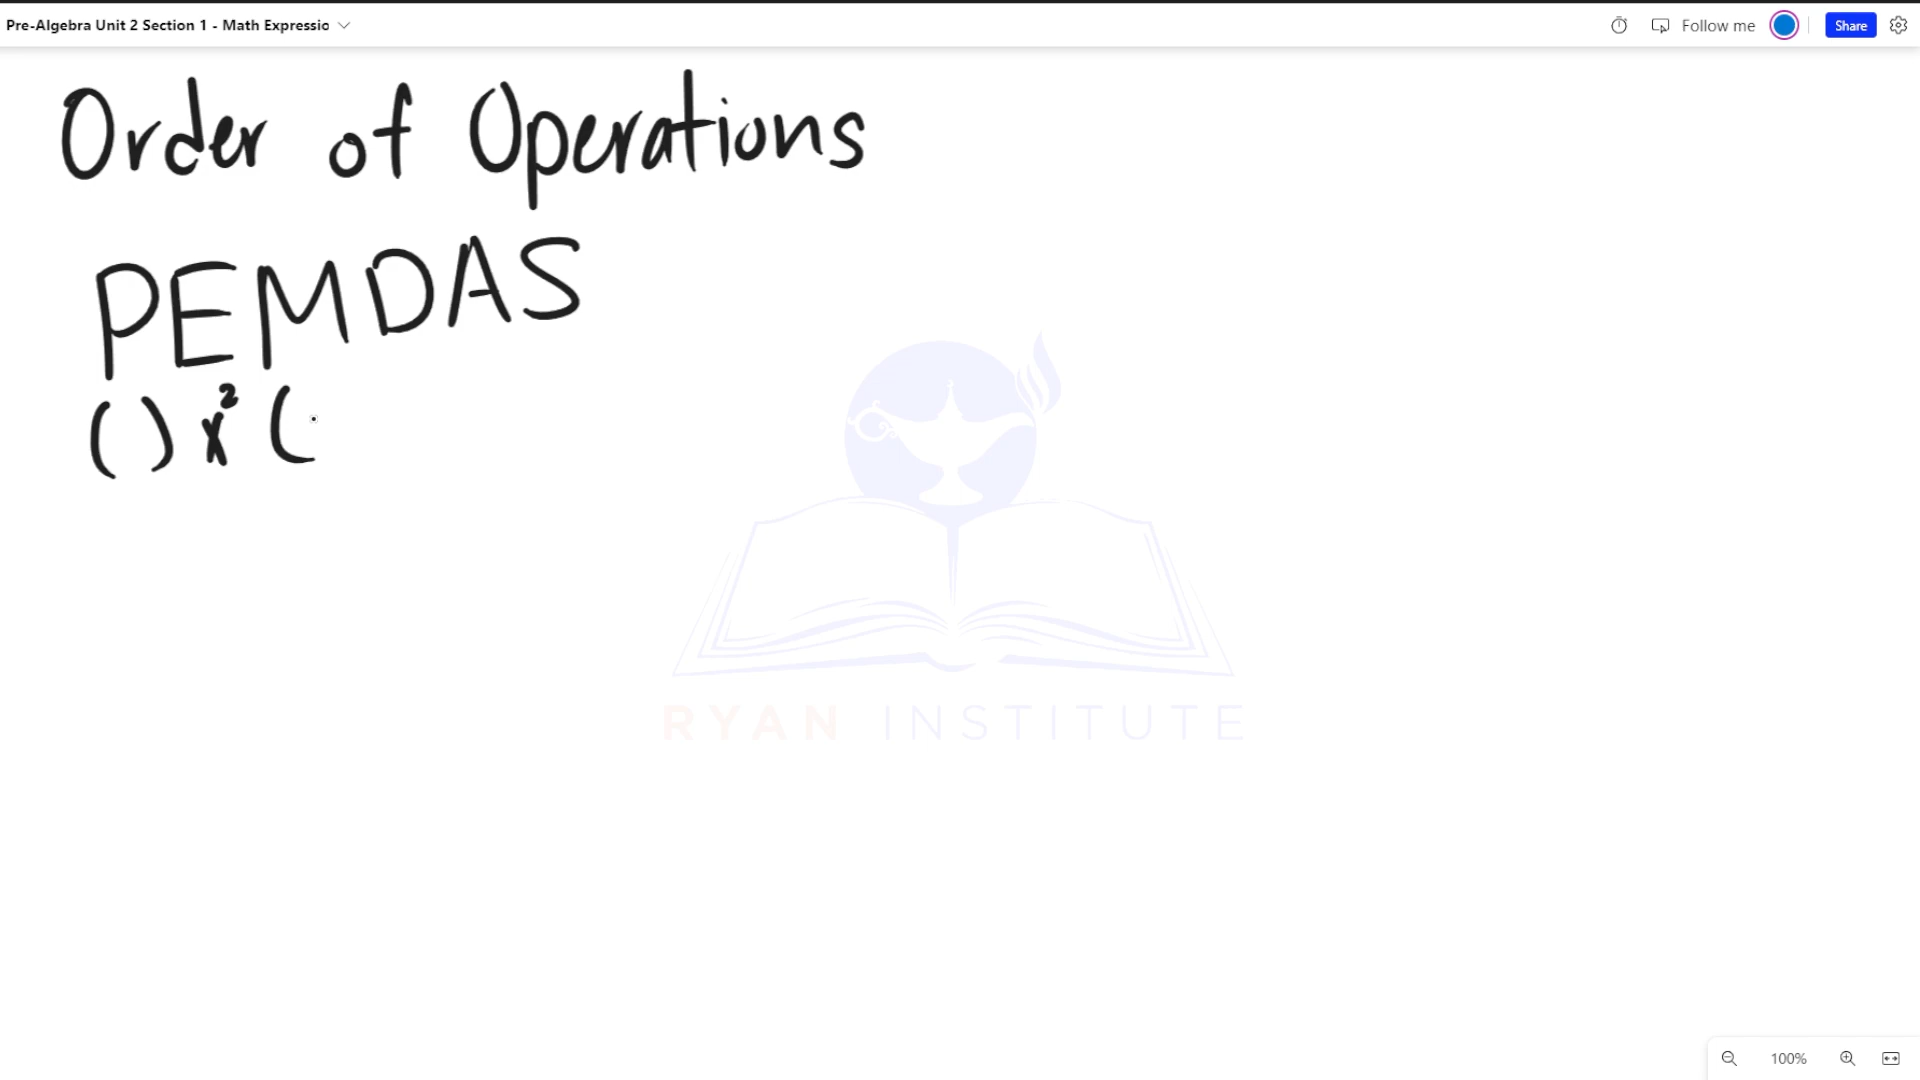 Pre-Algebra Unit 2 Section 1 - Math Expressio
Follow me
Share
Order of Operations
PEMDAS
( ) x² (
RYAN INSTITUTE
100%